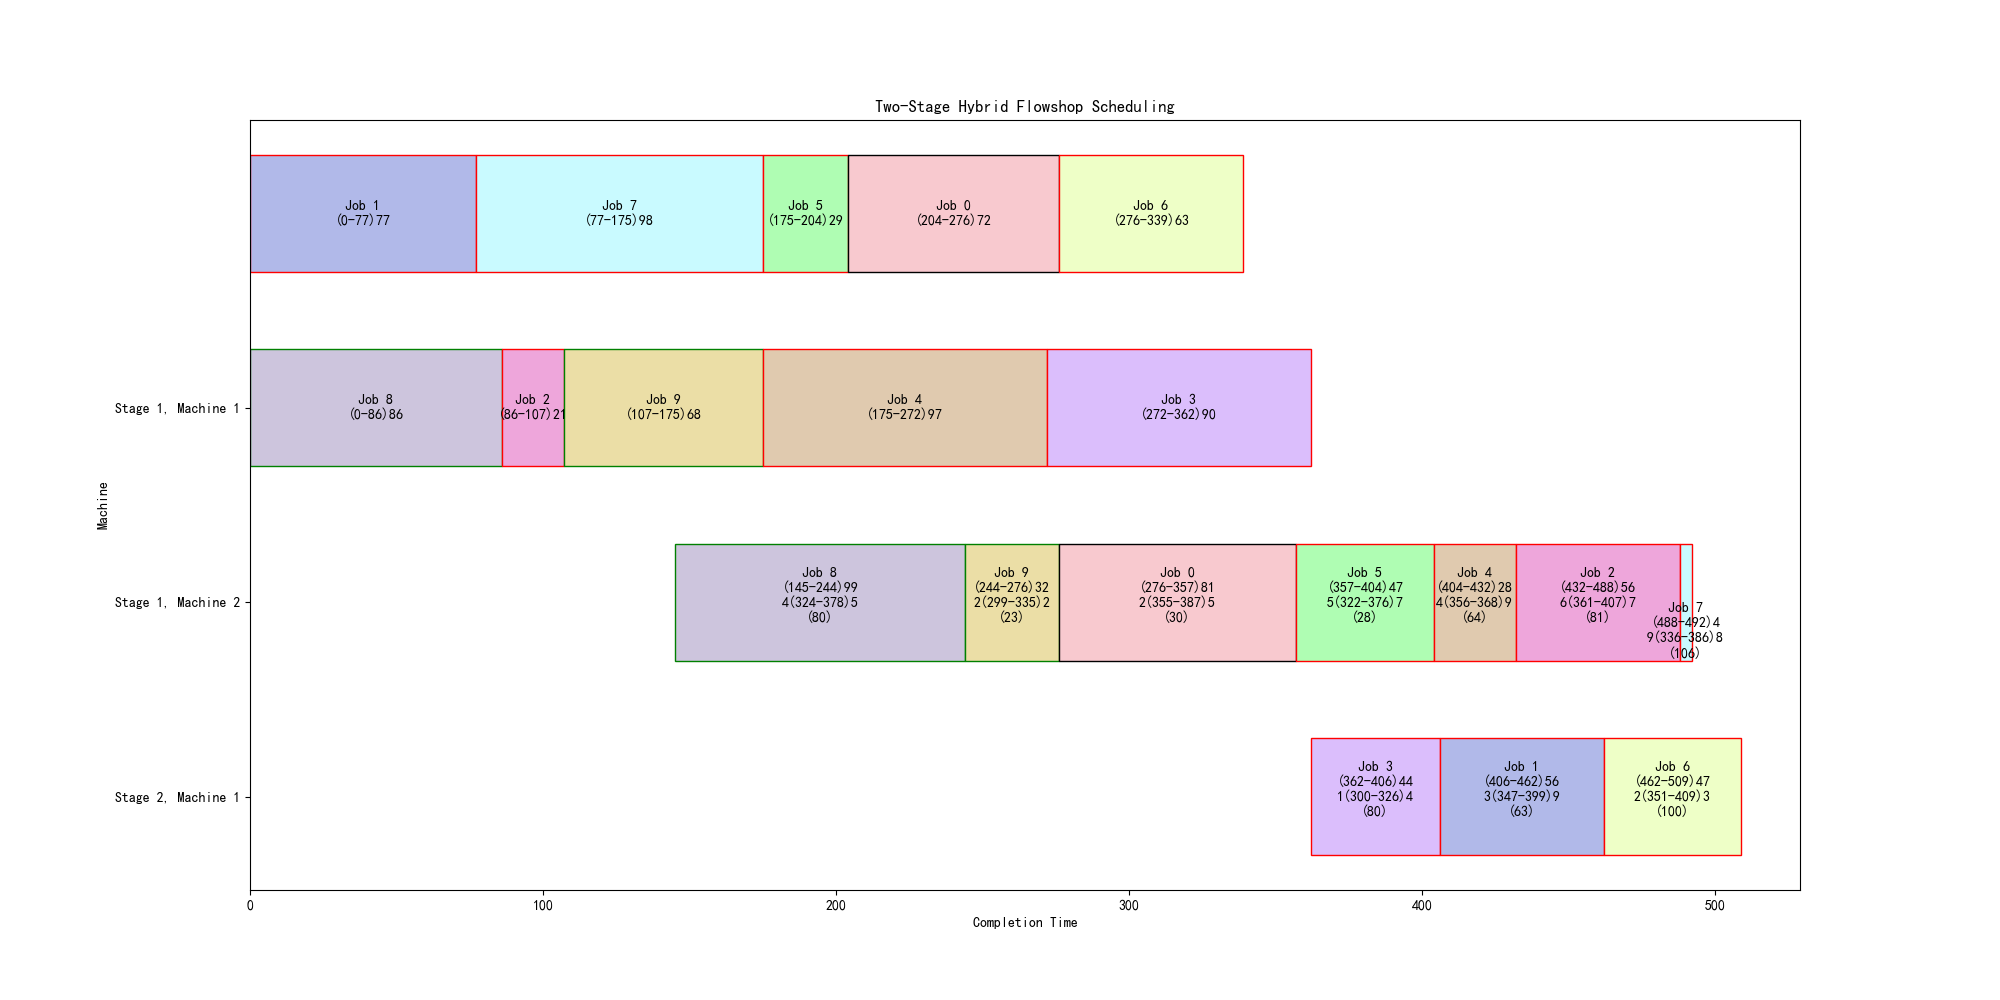 Two-Stage Hybrid Flowshop Scheduling
Job 1
(0-77)77
Job 7
(77-175)98
Job 5
(175-204)29
Job 0
(204-276)72
Job 6
(276-339)63
Stage 1, Machine 1
Job 8
(0-86)86
Job 2
(86-107)21
Job 9
(107-175)68
Job 4
(175-272)97
Job 3
(272-362)90
Machine
Stage 1, Machine 2
Job 8
(145-244)99
4(324-378)5
(80)
Job 9
(244-276)32
2(299-335)2
(23)
Job 0
(276-357)81
2(355-387)5
(30)
Job 5
(357-404)47
5(322-376)7
(28)
Job 4
(404-432)28
4(356-368)9
(64)
Job 2
(432-488)56
6(361-407)7
(81)
Job 7
(488-492)4
9(336-386)8
(106)
Stage 2, Machine 1
Job 3
(362-406)44
1(300-326)4
(80)
Job 1
(406-462)56
3(347-399)9
(63)
Job 6
(462-509)47
2(351-409)3
(100)
0 100 200 300 400 500
Completion Time